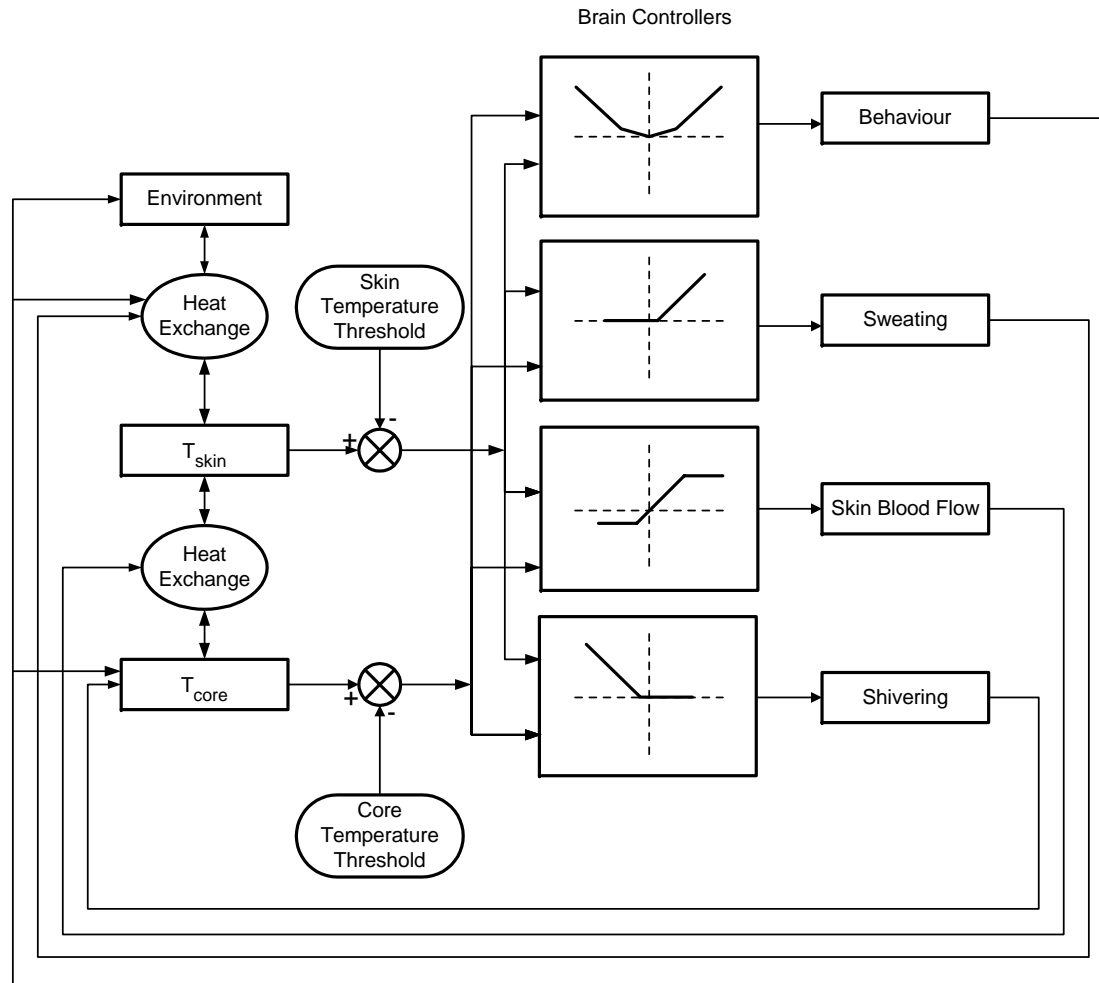 Brain Controllers
Behaviour
Environment
Heat
Exchange
Skin
Temperature
Threshold
Sweating
-
+
T_skin
Skin Blood Flow
Heat
Exchange
T_core
+
-
Shivering
Core
Temperature
Threshold